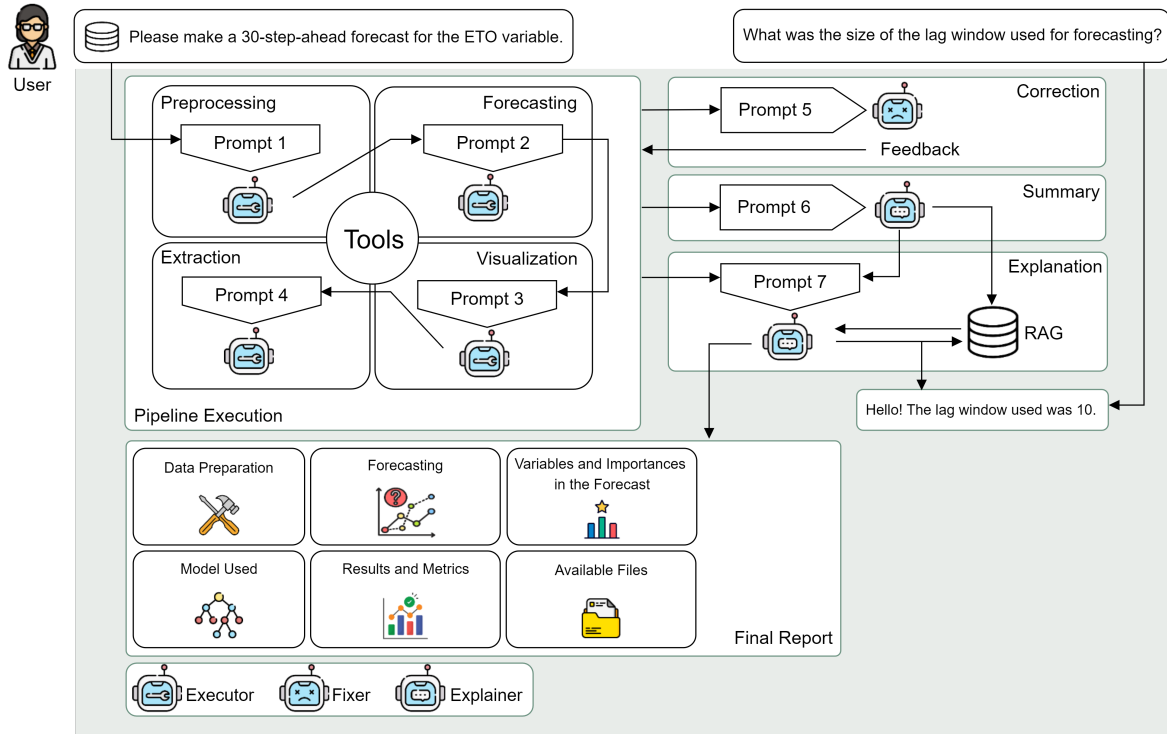 User
Please make a 30-step-ahead forecast for the ETO variable.
What was the size of the lag window used for forecasting?
Preprocessing
Prompt 1
Forecasting
Prompt 2
Tools
Extraction
Prompt 4
Visualization
Prompt 3
Pipeline Execution
Prompt 5
Correction
Feedback
Prompt 6
Summary
Prompt 7
Explanation
RAG
Hello! The lag window used was 10.
Data Preparation
Forecasting
?
Variables and Importances
in the Forecast
Model Used
Results and Metrics
Available Files
Final Report
Executor
Fixer
Explainer